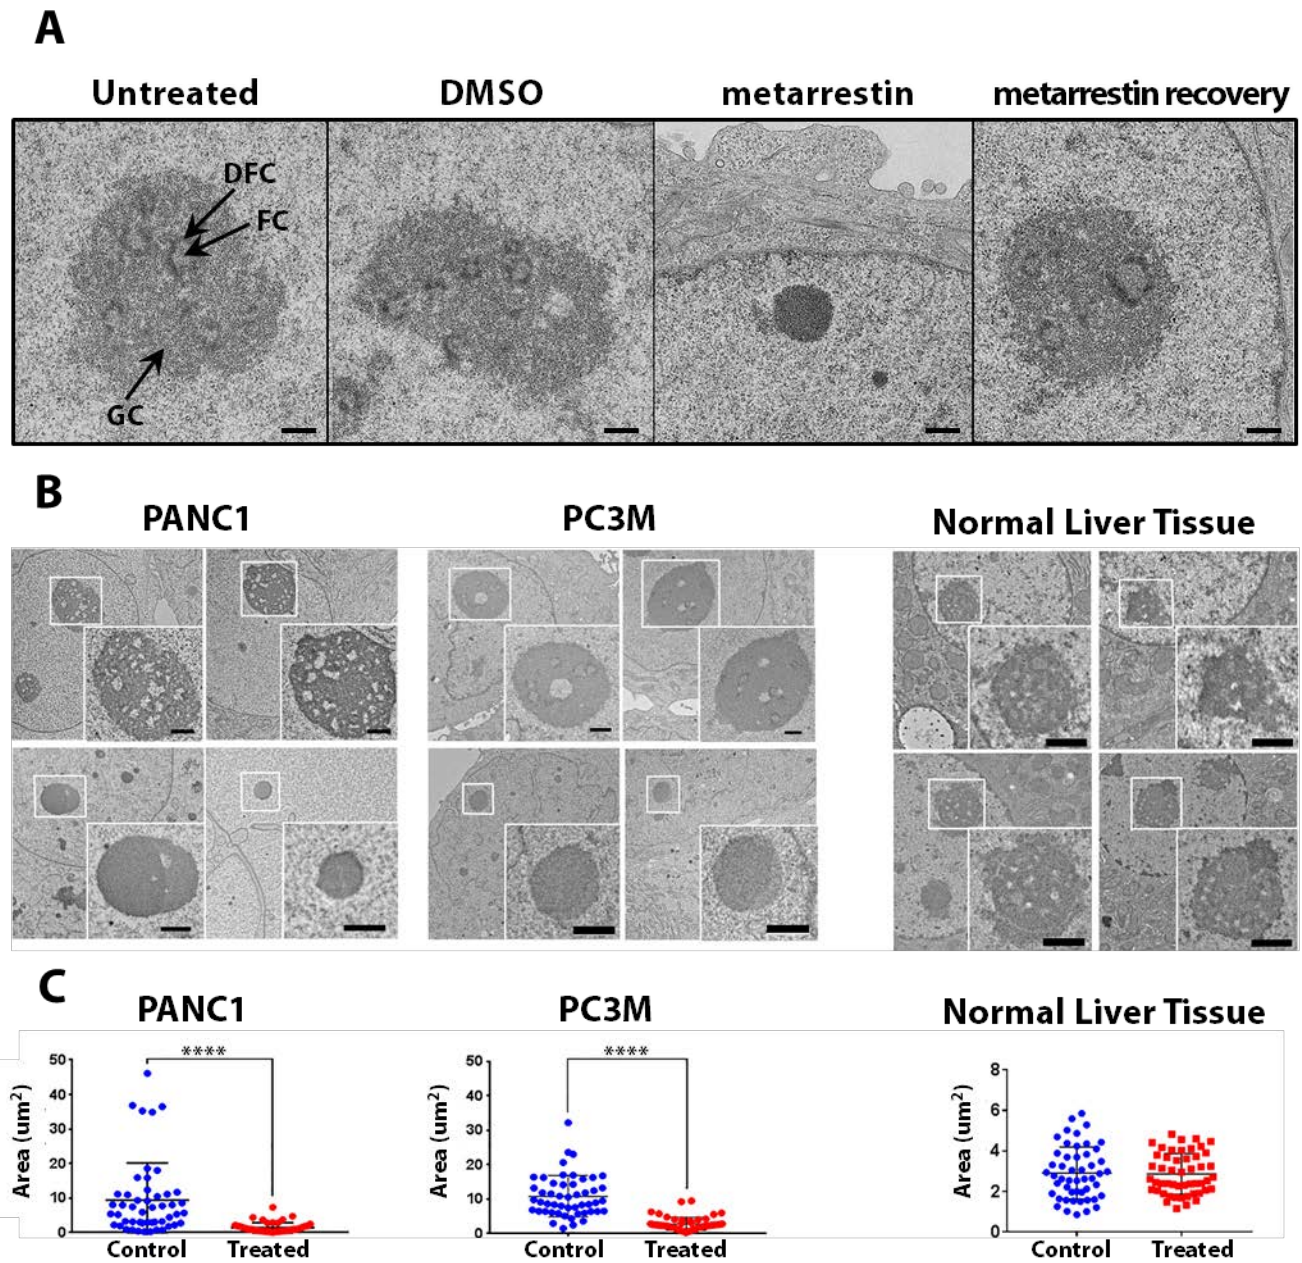 A
Untreated DMSO metarrestin metarrestin recovery
DFC
FC
GC
B
PANC1 PC3M Normal Liver Tissue
C
PANC1 PC3M Normal Liver Tissue
**** ****
50 50 8
40 40 6
30 30 4
20 20 2
10 10 0
0 0
Area (um²) Area (um²) Area (um²)
Control Treated Control Treated Control Treated